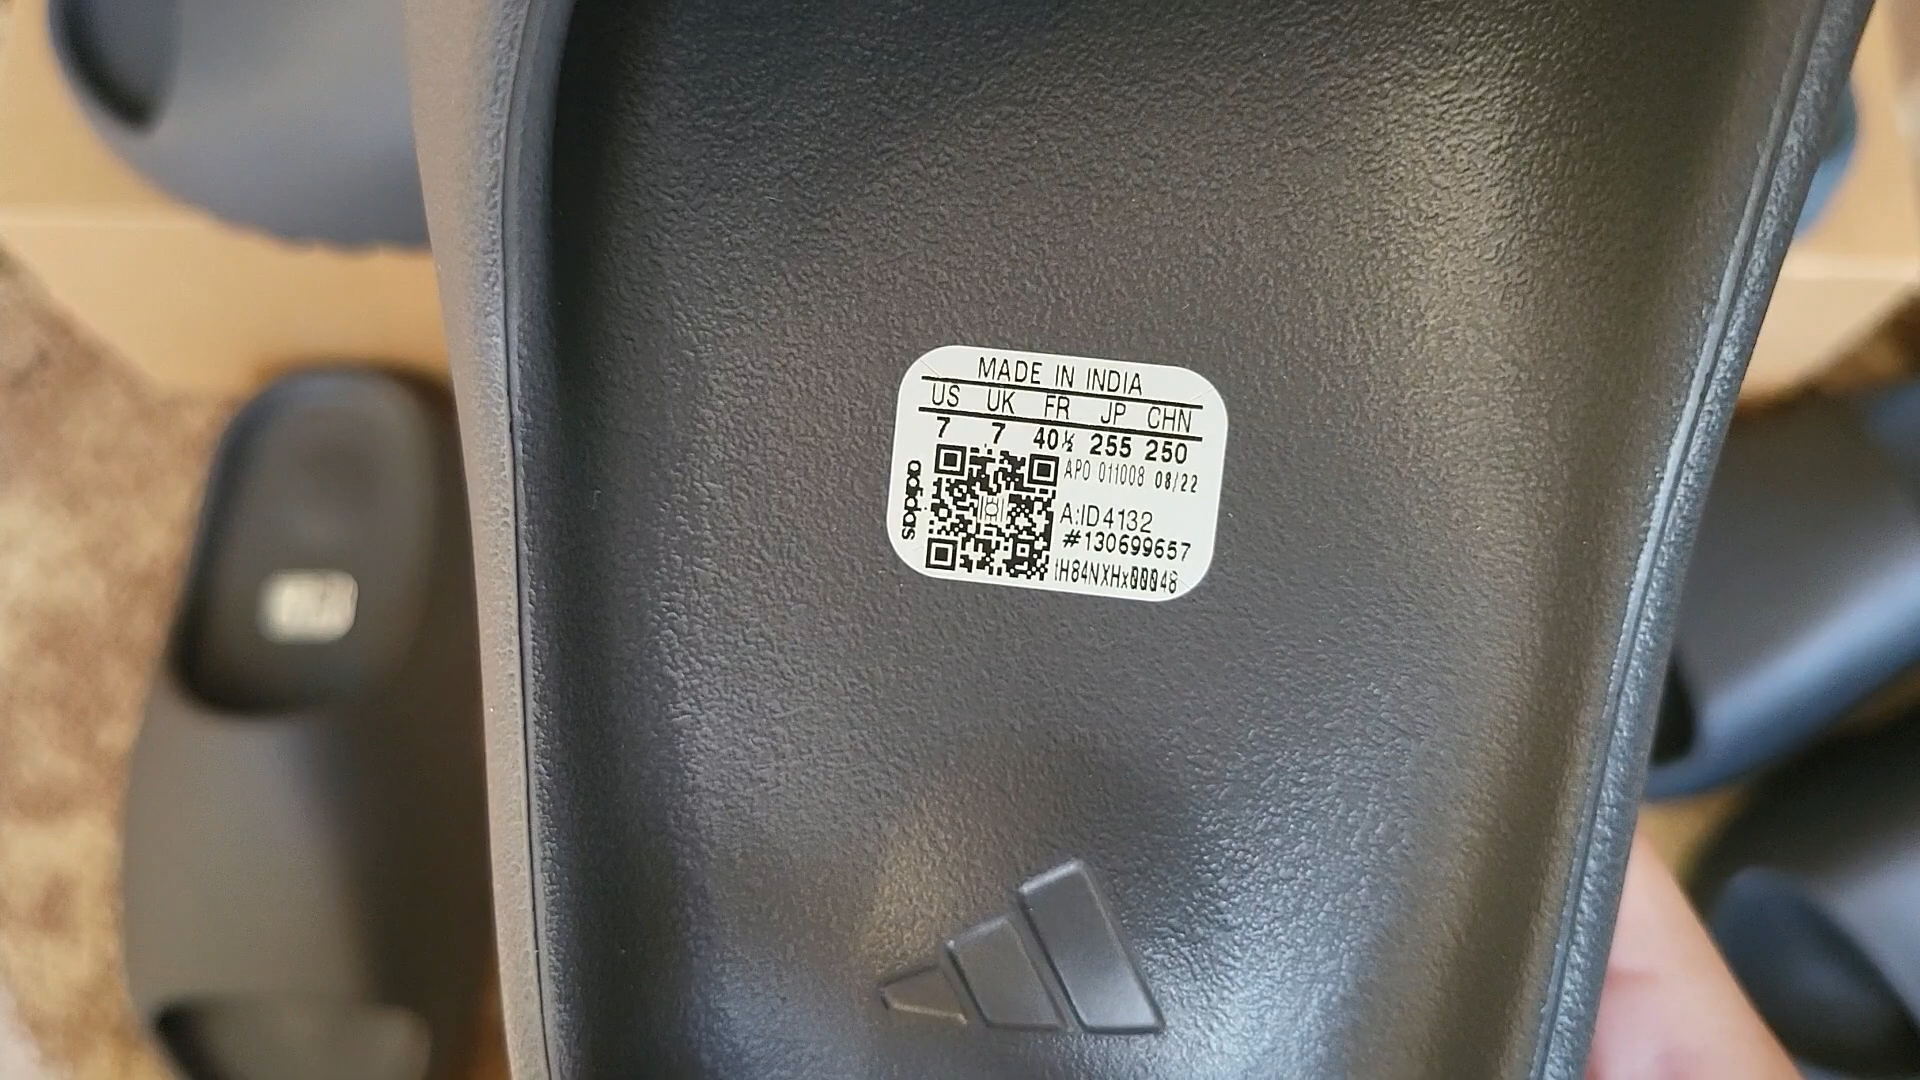 MADE IN INDIA
US UK FR JP CHN
7 7 40½ 255 250
APO 011008 08/22
adidas
A:ID4132
#130699657